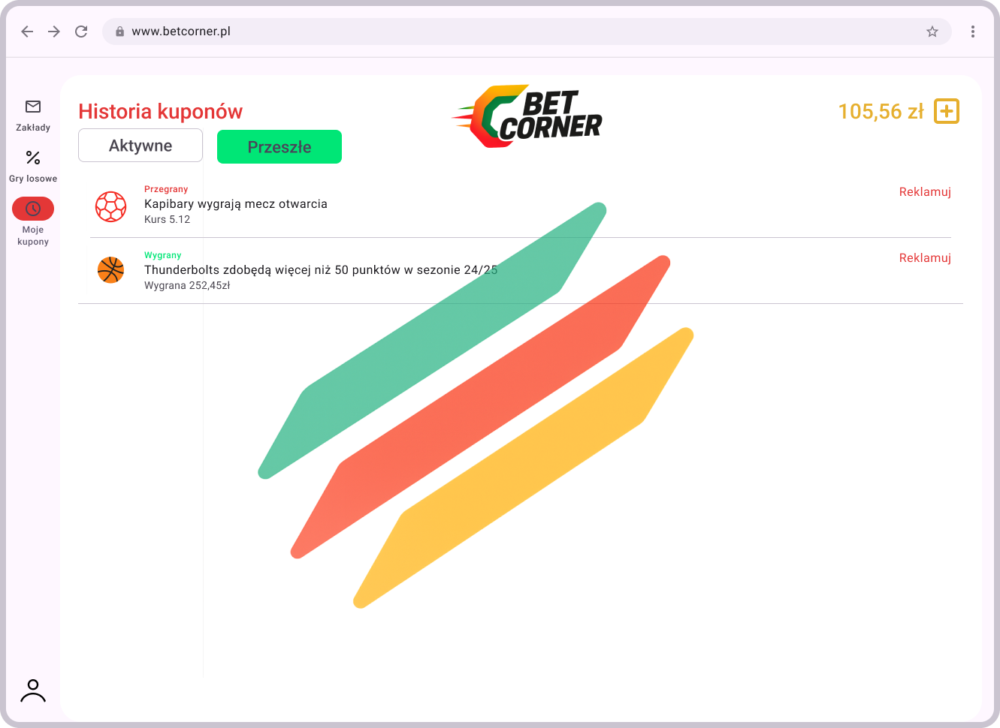 www.betcorner.pl
Zakłady
Gry losowe
Moje
kupony
Historia kuponów
BET
CORNER
105,56 zł
Aktywne
Przeszłe
Przegrany
Kapibary wygrają mecz otwarcia
Kurs 5.12
Reklamuj
Wygrany
Thunderbolts zdobędą więcej niż 50 punktów w sezonie 24/25
Wygrana 252,45zł
Reklamuj